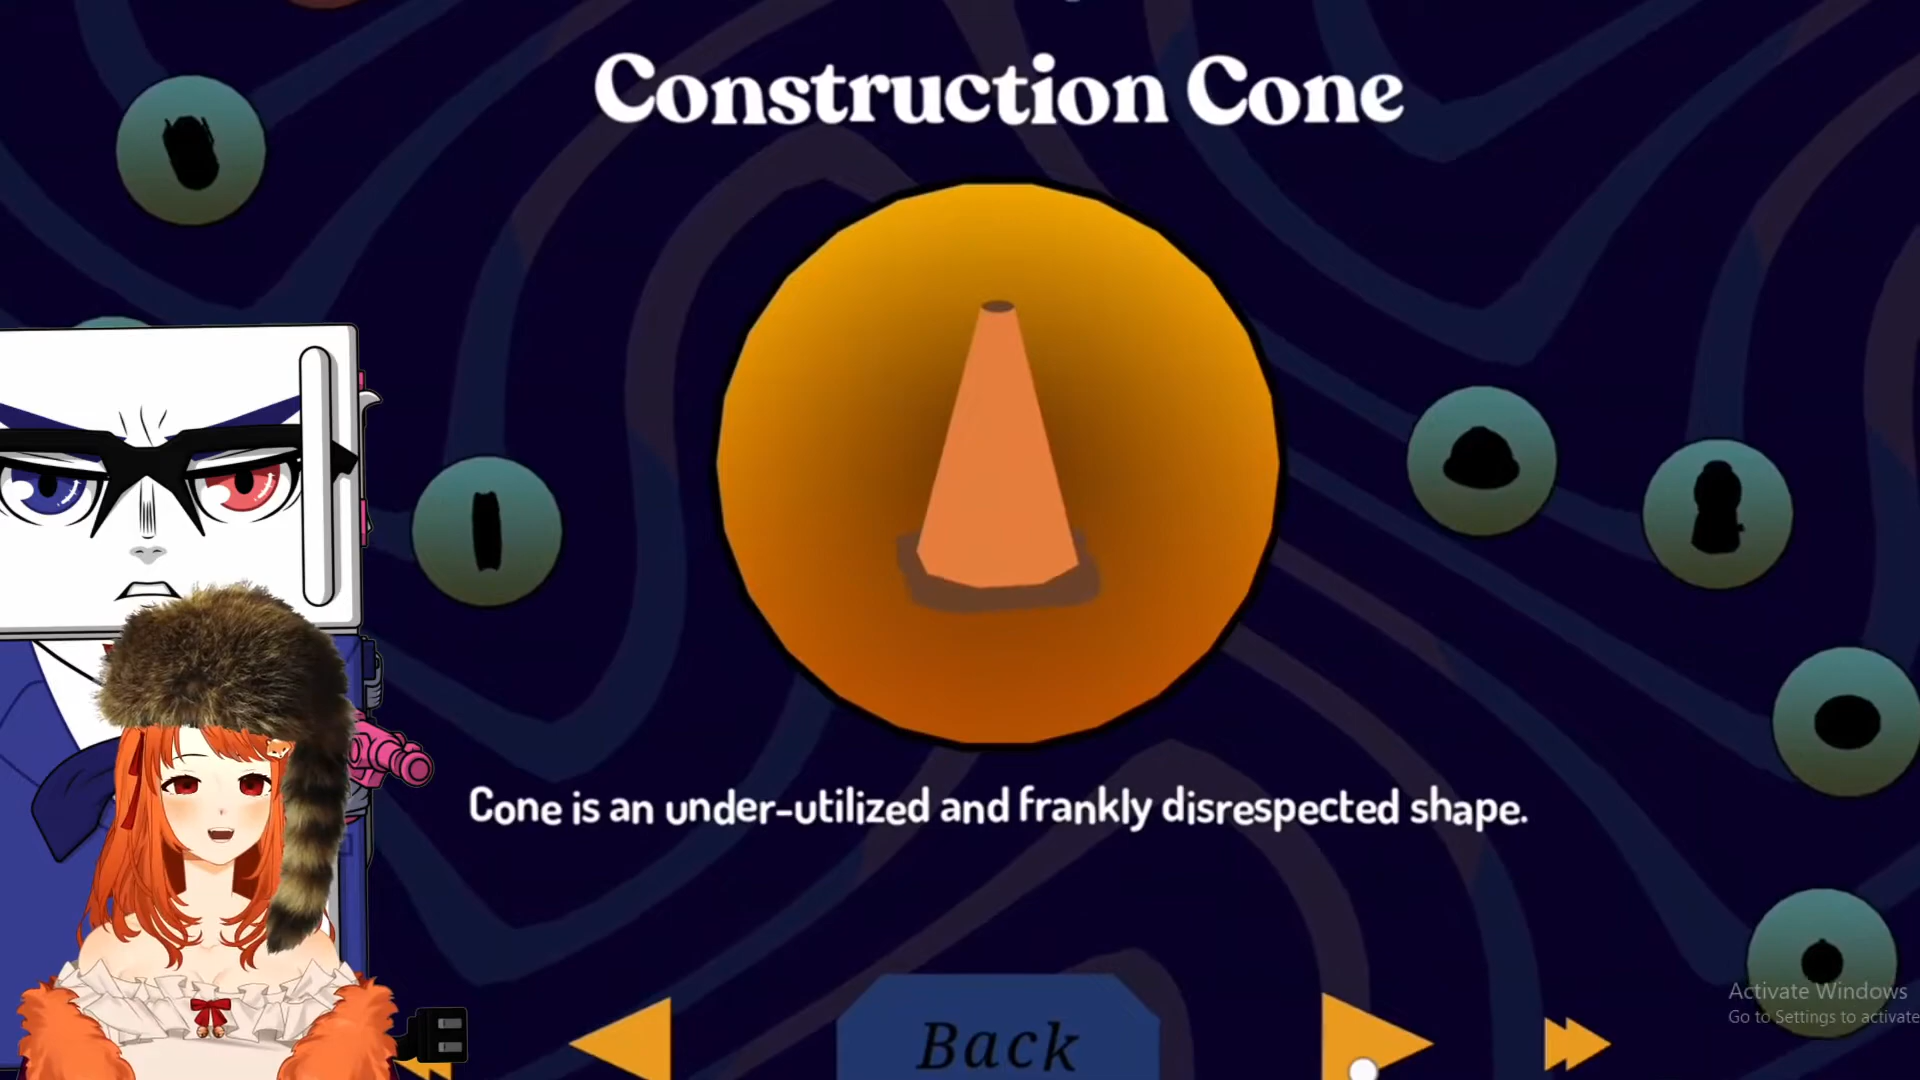 Construction Cone
Cone is an under-utilized and frankly disrespected shape.
Back
Activate Windows
Go to Settings to activate